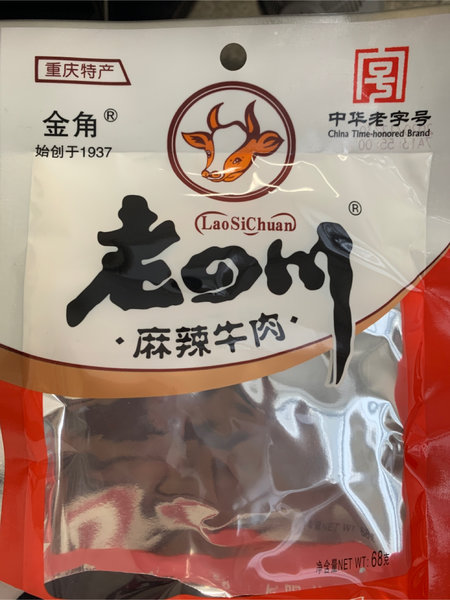 重庆特产
金角®
始创于1937
中华老字号
China Time-honored Brand
LaoSiChuan
老四川®
·麻辣牛肉·
净含量NET WT: 68克